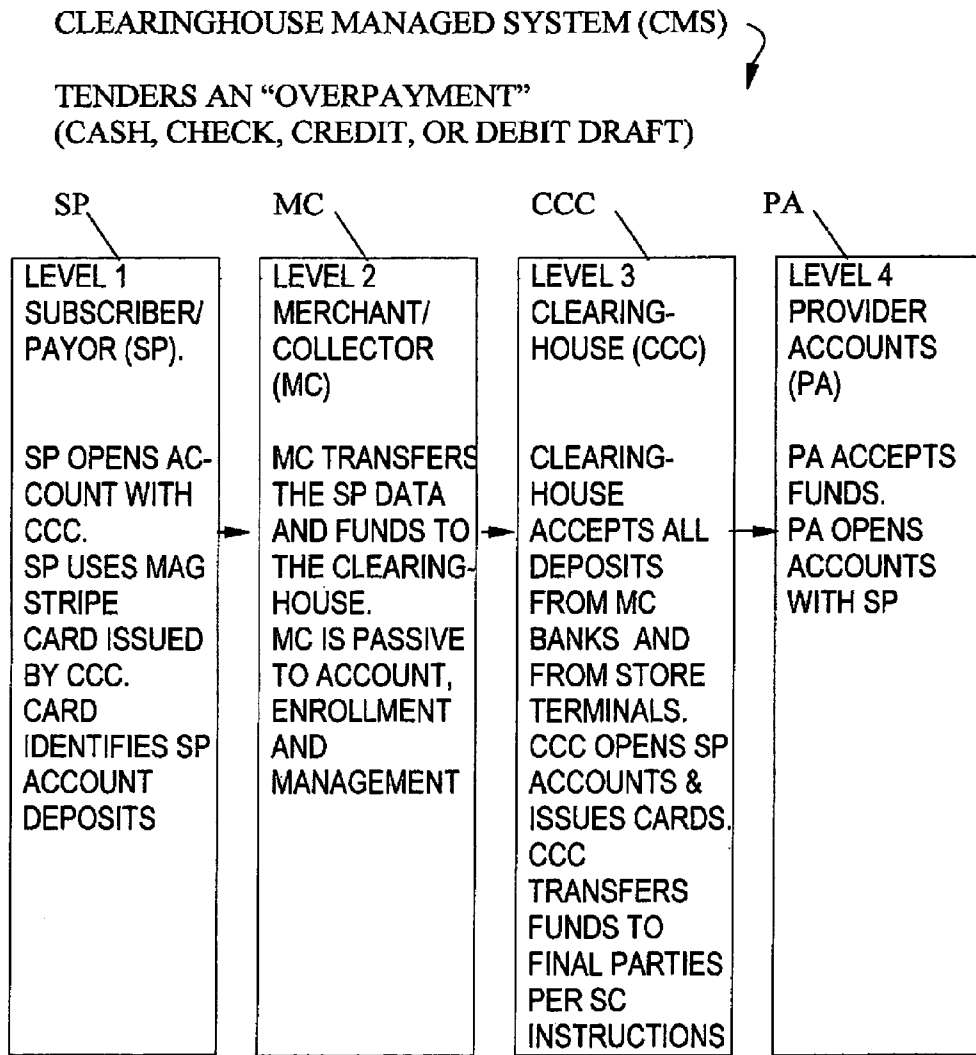 CLEARINGHOUSE MANAGED SYSTEM (CMS)
TENDERS AN “OVERPAYMENT”
(CASH, CHECK, CREDIT, OR DEBIT DRAFT)
SP
LEVEL 1
SUBSCRIBER/
PAYOR (SP).
SP OPENS AC-
COUNT WITH
CCC.
SP USES MAG
STRIPE
CARD ISSUED
BY CCC.
CARD
IDENTIFIES SP
ACCOUNT
DEPOSITS
MC
LEVEL 2
MERCHANT/
COLLECTOR
(MC)
MC TRANSFERS
THE SP DATA
AND FUNDS TO
THE CLEARING-
HOUSE.
MC IS PASSIVE
TO ACCOUNT,
ENROLLMENT
AND
MANAGEMENT
CCC
LEVEL 3
CLEARING-
HOUSE (CCC)
CLEARING-
HOUSE
ACCEPTS ALL
DEPOSITS
FROM MC
BANKS AND
FROM STORE
TERMINALS.
CCC OPENS SP
ACCOUNTS &
ISSUES CARDS.
CCC
TRANSFERS
FUNDS TO
FINAL PARTIES
PER SC
INSTRUCTIONS
PA
LEVEL 4
PROVIDER
ACCOUNTS
(PA)
PA ACCEPTS
FUNDS.
PA OPENS
ACCOUNTS
WITH SP